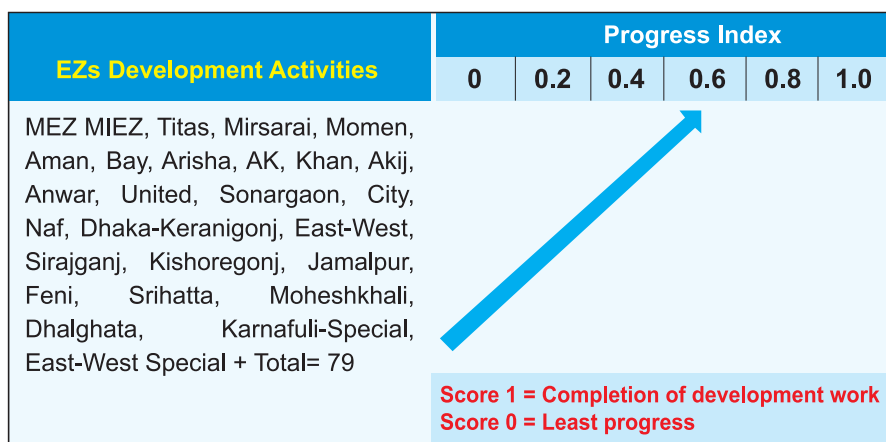 EZs Development Activities
Progress Index
0 0.2 0.4 0.6 0.8 1.0
MEZ MIEZ, Titas, Mirsarai, Momen,
Aman, Bay, Arisha, AK, Khan, Akij,
Anwar, United, Sonargaon, City,
Naf, Dhaka-Keranigonj, East-West,
Sirajganj, Kishoregonj, Jamalpur,
Feni, Srihatta, Moheshkhali,
Dhalghata, Karnafuli-Special,
East-West Special + Total= 79
Score 1 = Completion of development work
Score 0 = Least progress